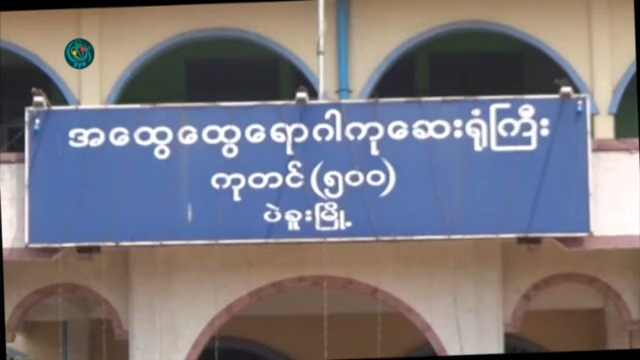 အထွေထွေရောဂါကုဆေးရုံကြီး
ကုတင် (၅၀၀)
ပဲခူးမြို့